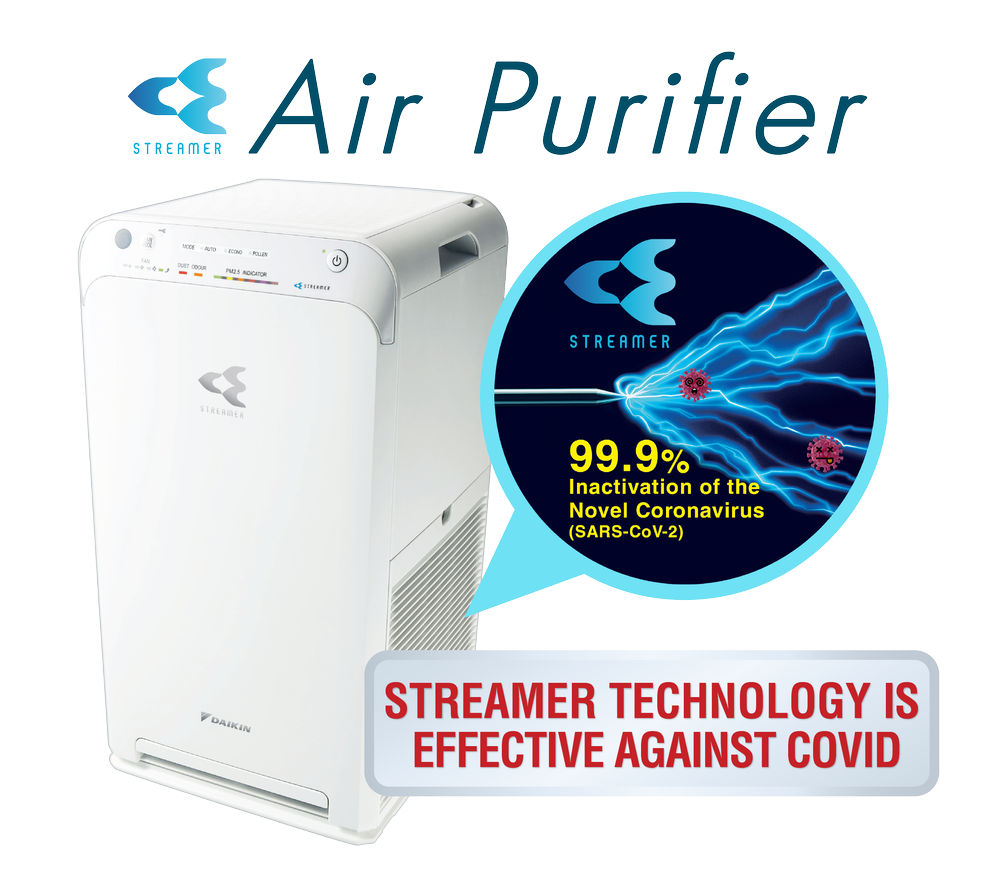 STREAMER
Air Purifier
MODE AUTO ECONO POLLEN
FAN
DUST ODOUR
PM2.5 INDICATOR
STREAMER
STREAMER
STREAMER
99.9%
Inactivation of the
Novel Coronavirus
(SARS-CoV-2)
DAIKIN
STREAMER TECHNOLOGY IS
EFFECTIVE AGAINST COVID